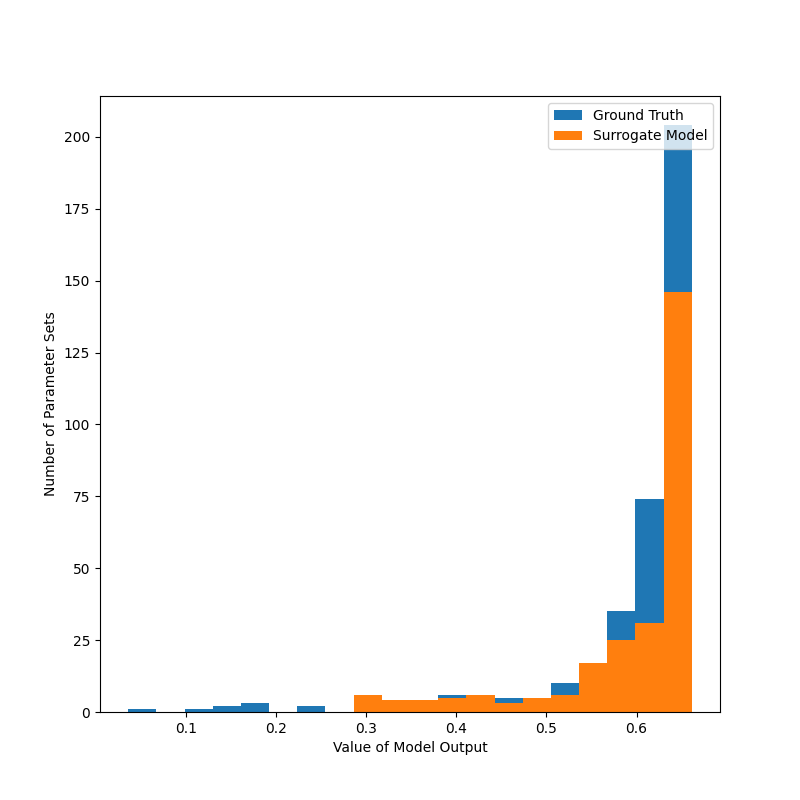 Ground Truth
Surrogate Model
200
175
150
125
100
75
50
25
0
Number of Parameter Sets
0.1 0.2 0.3 0.4 0.5 0.6
Value of Model Output